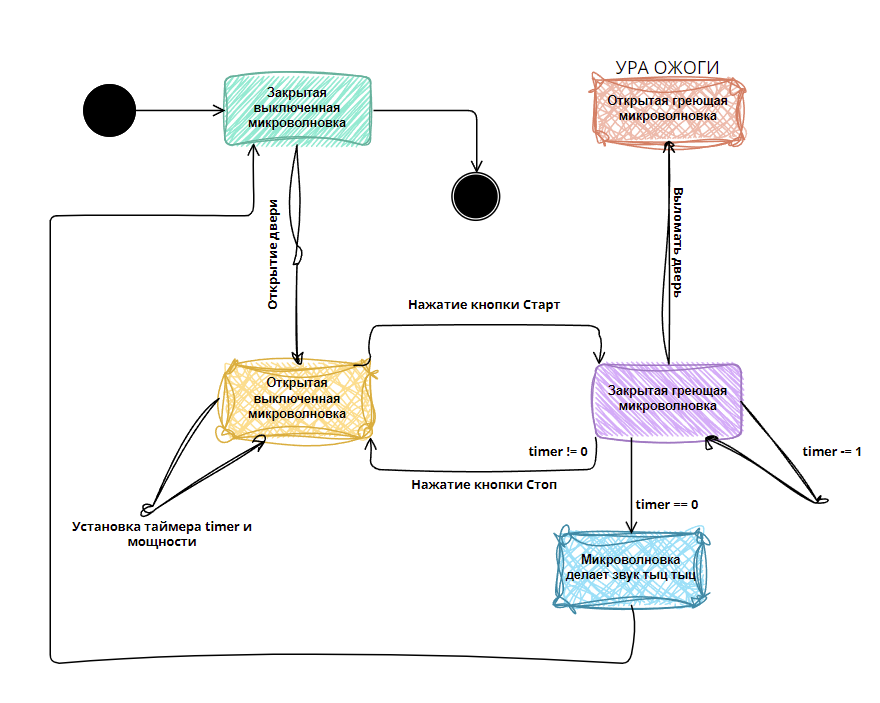 УРА ОЖОГИ
Закрытая
выключенная
микроволновка
Открытая греющая
микроволновка
Открытие двери
Выломать дверь
Нажатие кнопки Старт
Открытая
выключенная
микроволновка
Закрытая греющая
микроволновка
timer != 0
timer -= 1
Нажатие кнопки Стоп
timer == 0
Установка таймера timer и
мощности
Микроволновка
делает звук тыц тыц